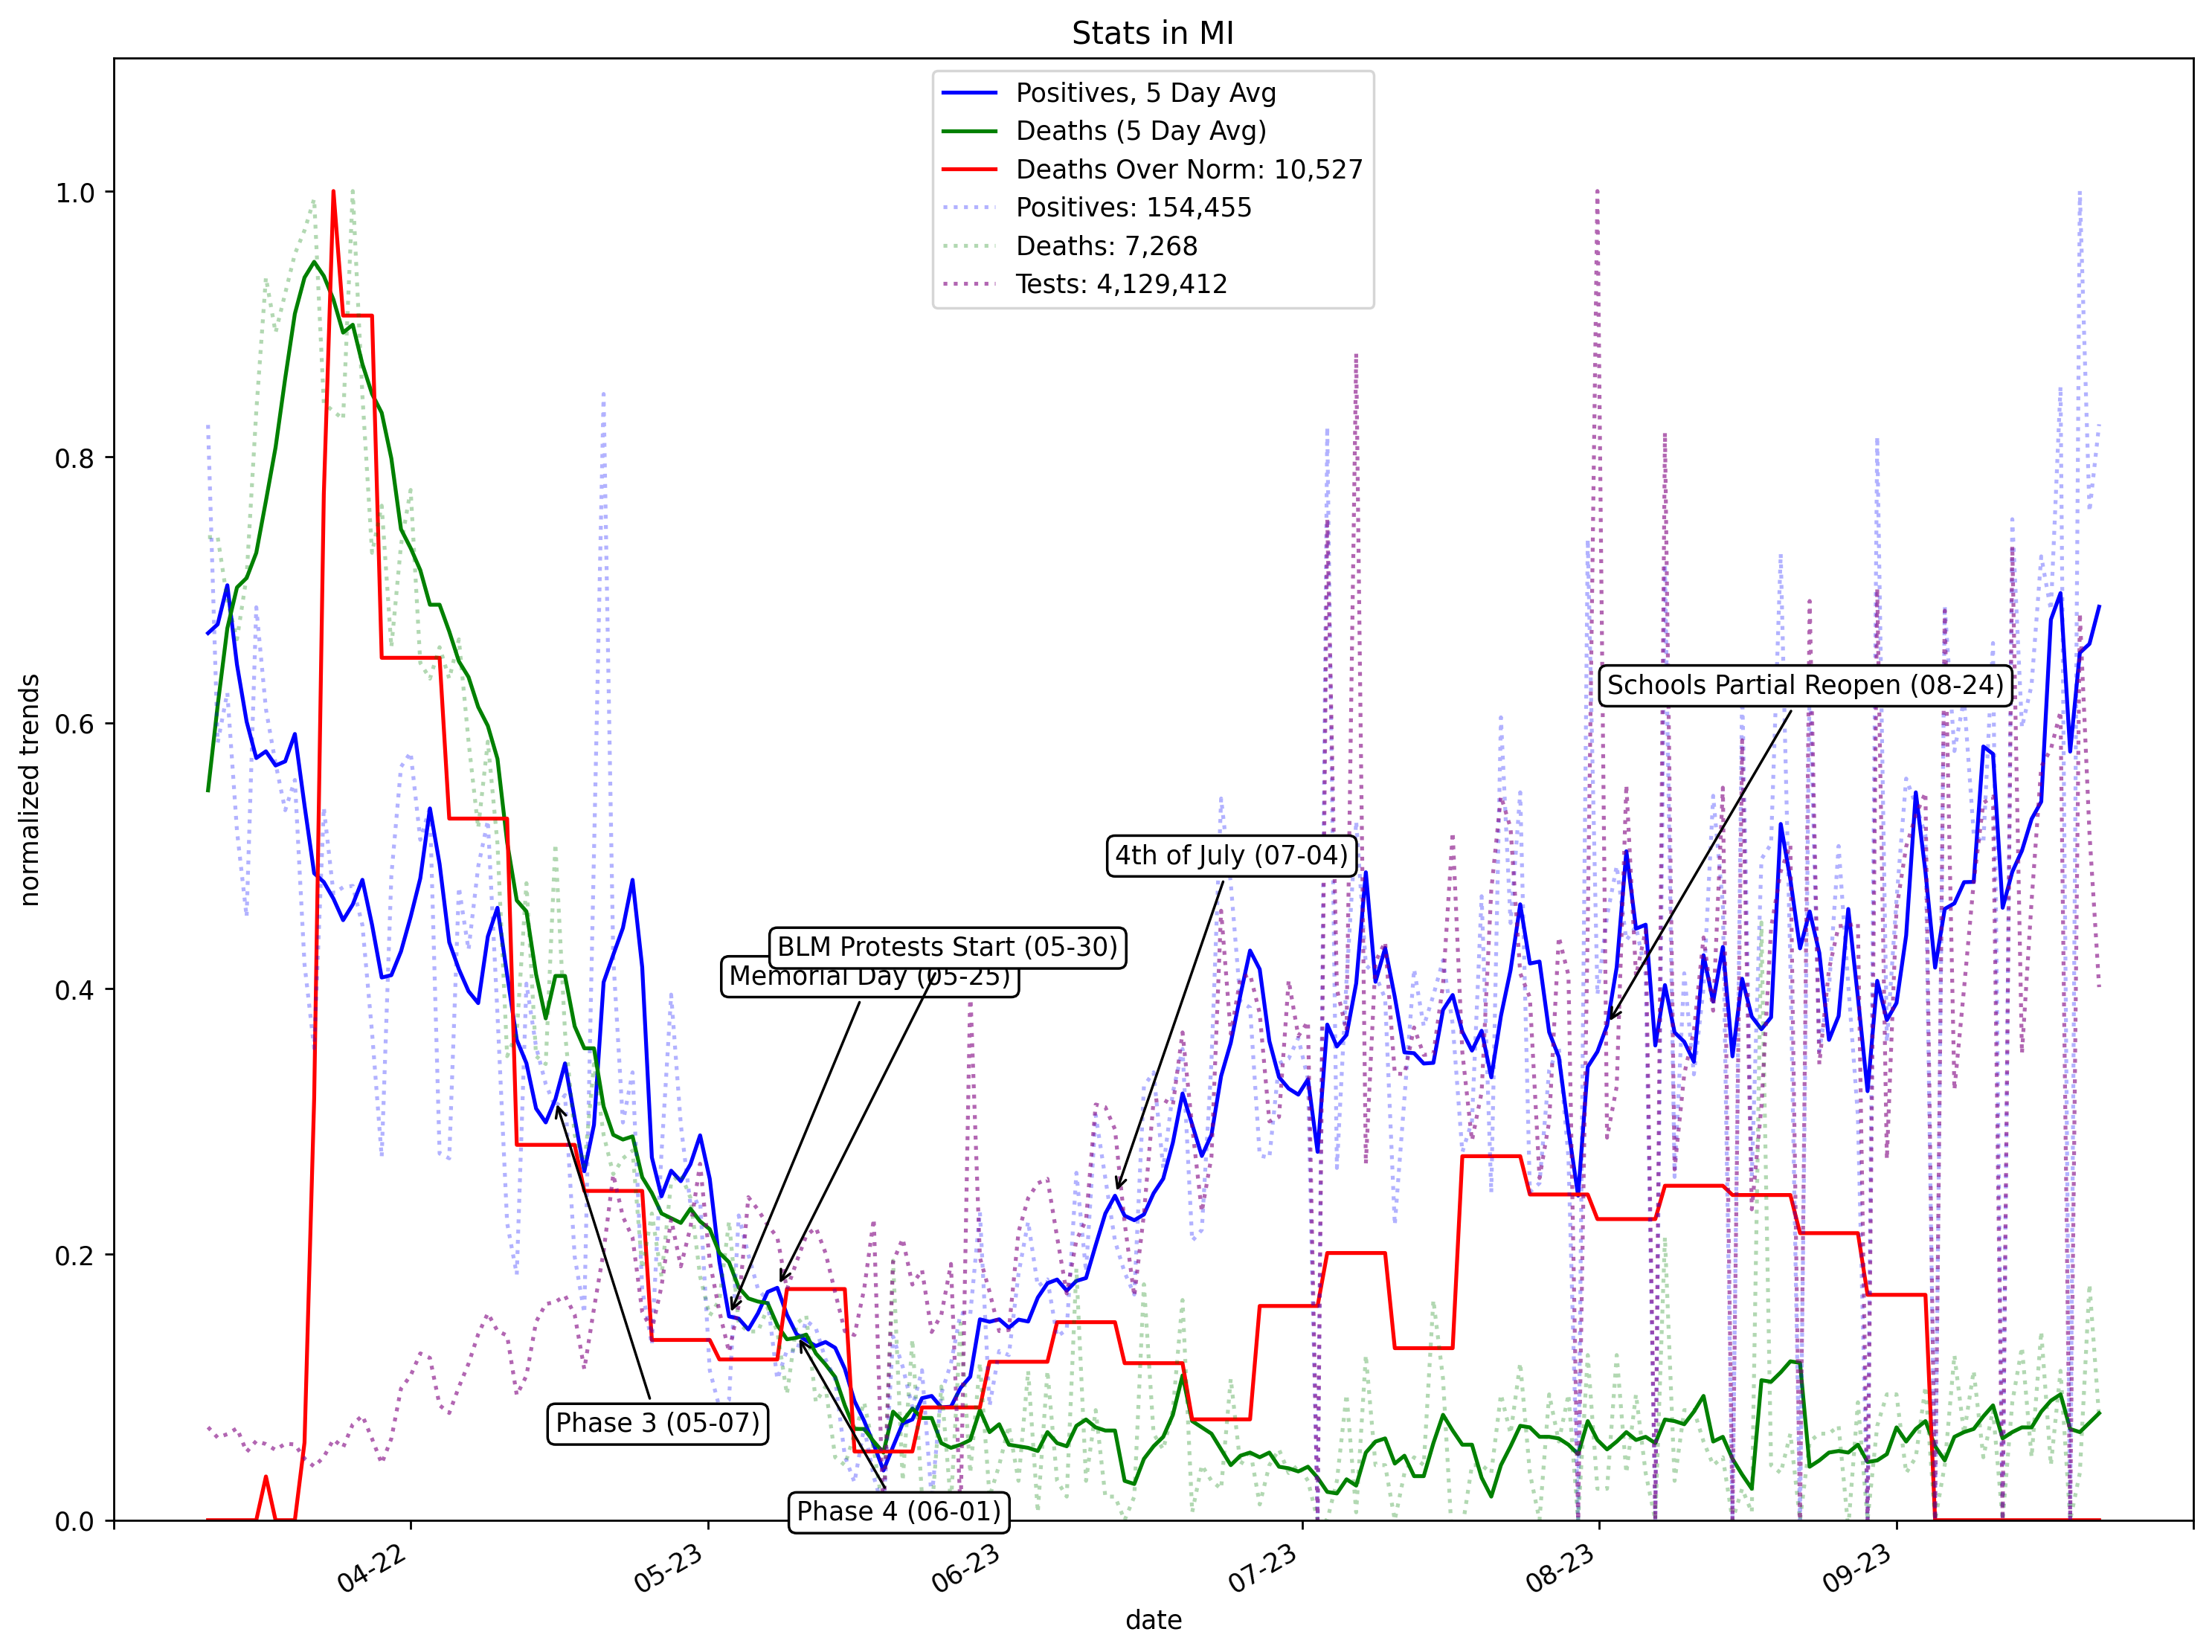 Stats in MI
Positives, 5 Day Avg
Deaths (5 Day Avg)
Deaths Over Norm: 10,527
Positives: 154,455
Deaths: 7,268
Tests: 4,129,412
1.0
0.8
0.6
0.4
0.2
0.0
normalized trends
Schools Partial Reopen (08-24)
4th of July (07-04)
BLM Protests Start (05-30)
Memorial Day (05-25)
Phase 3 (05-07)
Phase 4 (06-01)
04-22
05-23
06-23
07-23
08-23
09-23
date